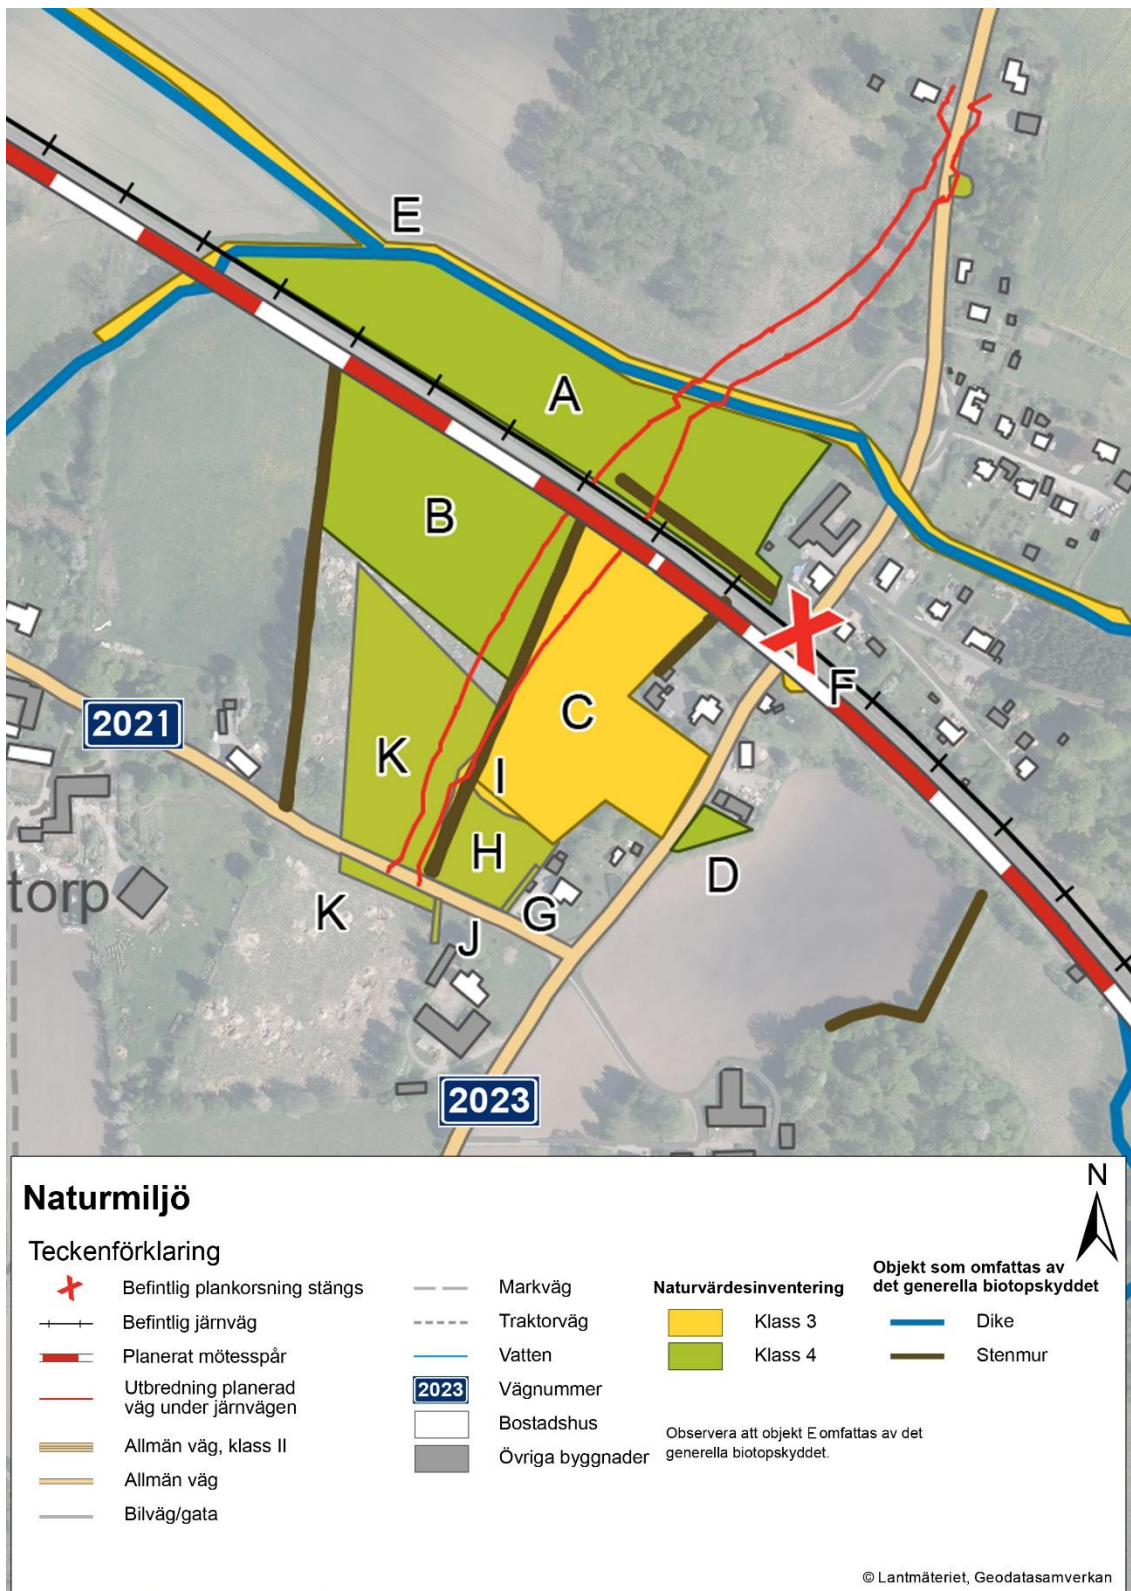 E
A
B
C
2021
F
K
I
H
D
torp
K
G
J
2023
Naturmiljö
N
Teckenförklaring
Befintlig plankorsning stängs
Befintlig järnväg
Planerat mötesspår
Utbredning planerad
väg under järnvägen
Allmän väg, klass II
Allmän väg
Bilväg/gata
Markväg
Traktorväg
Vatten
2023 Vägnummer
Bostadshus
Övriga byggnader
Naturvärdesinventering
Klass 3
Klass 4
Objekt som omfattas av
det generella biotopskyddet
Dike
Stenmur
Observera att objekt E omfattas av det
generella biotopskyddet.
© Lantmäteriet, Geodatasamverkan